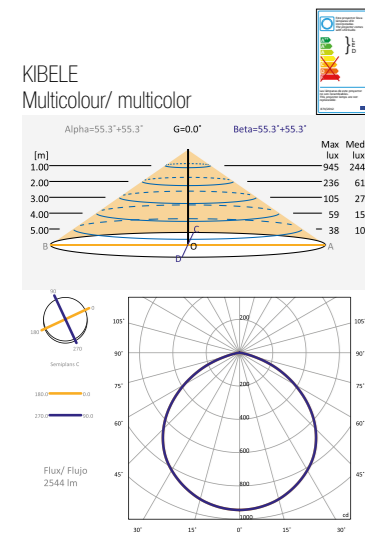 KIBELE
Multicolour/ multicolor
L
E
D
Alpha=55.3°+55.3° G=0.0° Beta=55.3°+55.3°
Max Med
[m] lux lux
1.00 945 244
2.00 236 61
3.00 105 27
4.00 59 15
5.00 38 10
C
B O A
D
90
0
180
270
Semiplans C
180.0 0.0
270.0 90.0
Flux/ Flujo
2544 lm
200
105° 105°
90° 90°
200
75° 75°
400
60° 60°
600
45° 45°
800
1000 cd
30° 15° 0° 15° 30°